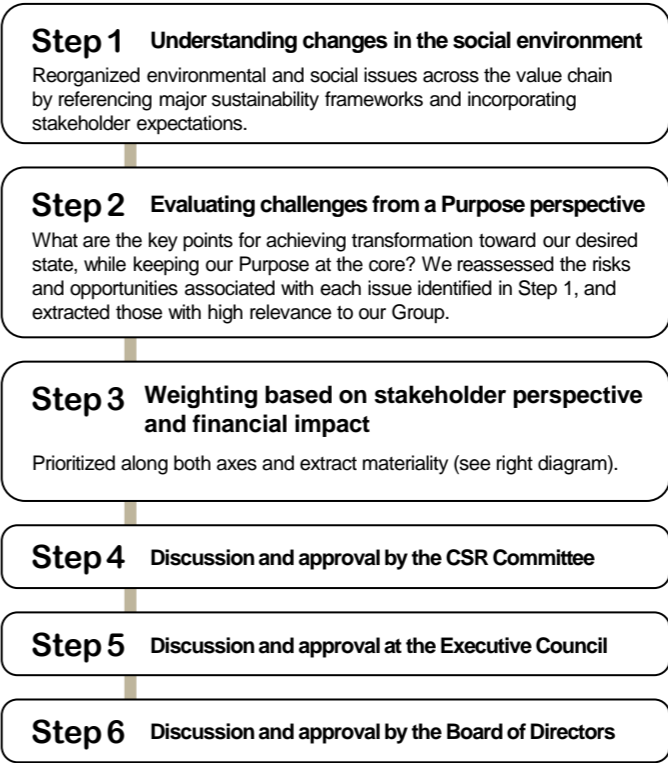 Step 1 Understanding changes in the social environment
Reorganized environmental and social issues across the value chain
by referencing major sustainability frameworks and incorporating
stakeholder expectations.
Step 2 Evaluating challenges from a Purpose perspective
What are the key points for achieving transformation toward our desired
state, while keeping our Purpose at the core? We reassessed the risks
and opportunities associated with each issue identified in Step 1, and
extracted those with high relevance to our Group.
Step 3 Weighting based on stakeholder perspective
and financial impact
Prioritized along both axes and extract materiality (see right diagram).
Step 4 Discussion and approval by the CSR Committee
Step 5 Discussion and approval at the Executive Council
Step 6 Discussion and approval by the Board of Directors